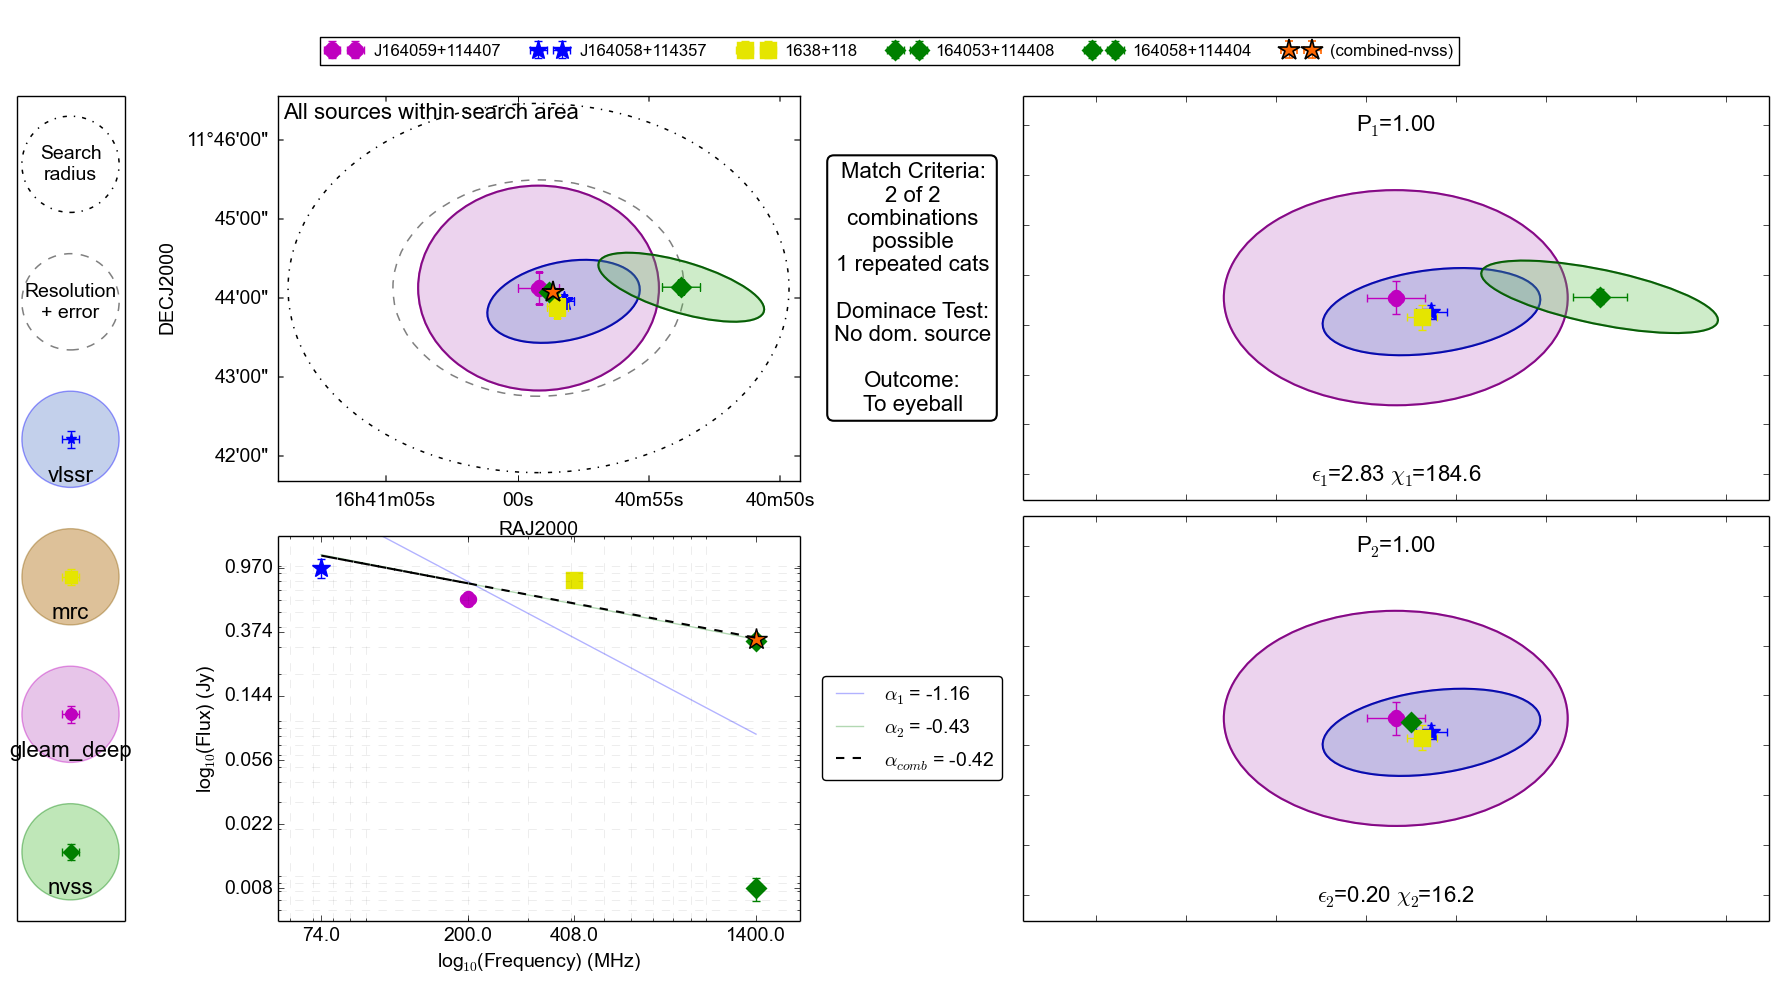 J164059+114407 J164058+114357 1638+118 164053+114408 164058+114404 (combined-nvss)
Search
radius
Resolution
+ error
vlssr
mrc
gleam_deep
nvss
All sources within search area
DECJ2000
11°46'00"
45'00"
44'00"
43'00"
42'00"
16h41m05s 00s 40m55s 40m50s
RAJ2000
Match Criteria:
2 of 2
combinations
possible
1 repeated cats
Dominace Test:
No dom. source
Outcome:
To eyeball
P₁=1.00
ϵ₁=2.83 χ₁=184.6
log₁₀(Flux) (Jy)
0.970
0.374
0.144
0.056
0.022
0.008
74.0 200.0 408.0 1400.0
log₁₀(Frequency) (MHz)
α₁ = -1.16
α₂ = -0.43
α_comb = -0.42
P₂=1.00
ϵ₂=0.20 χ₂=16.2